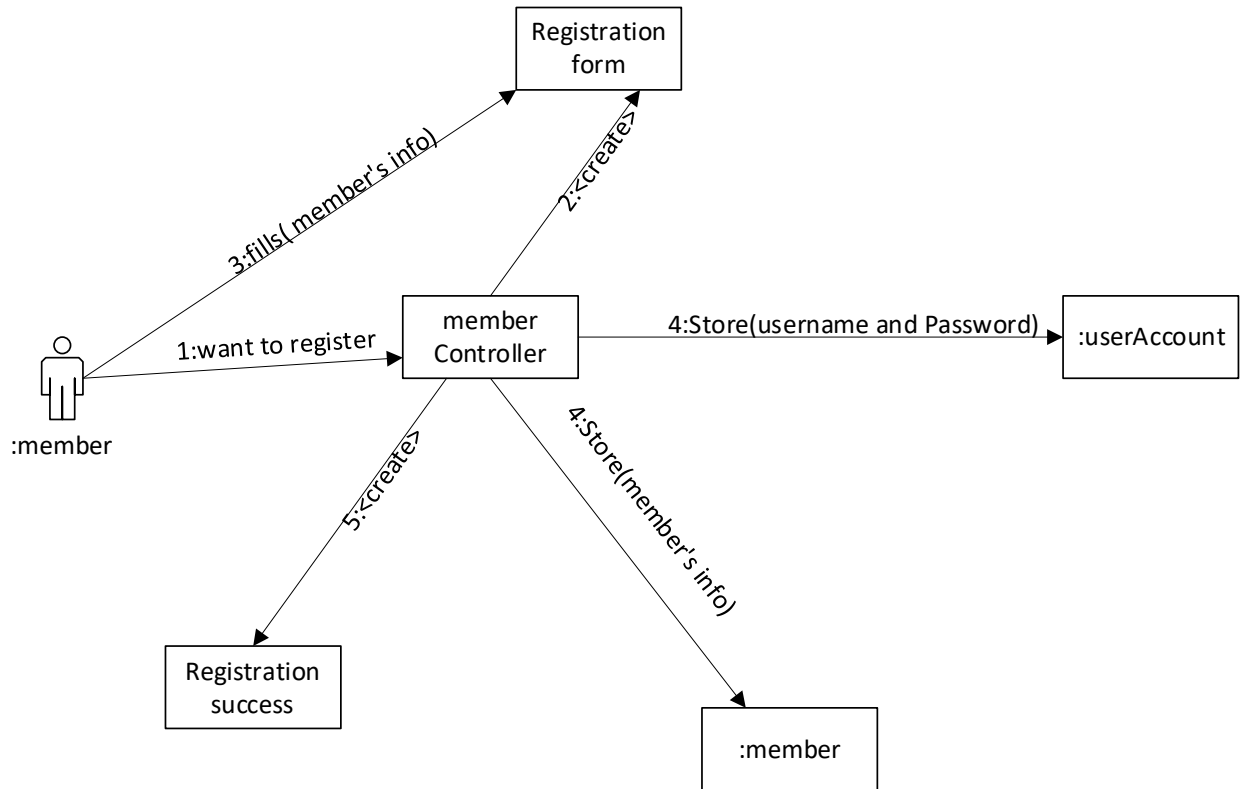 Registration
form
3:fills( member's info)
2:<create>
member
Controller
4:Store(username and Password)
:userAccount
1:want to register
:member
5:<create>
4:Store(member's info)
Registration
success
:member